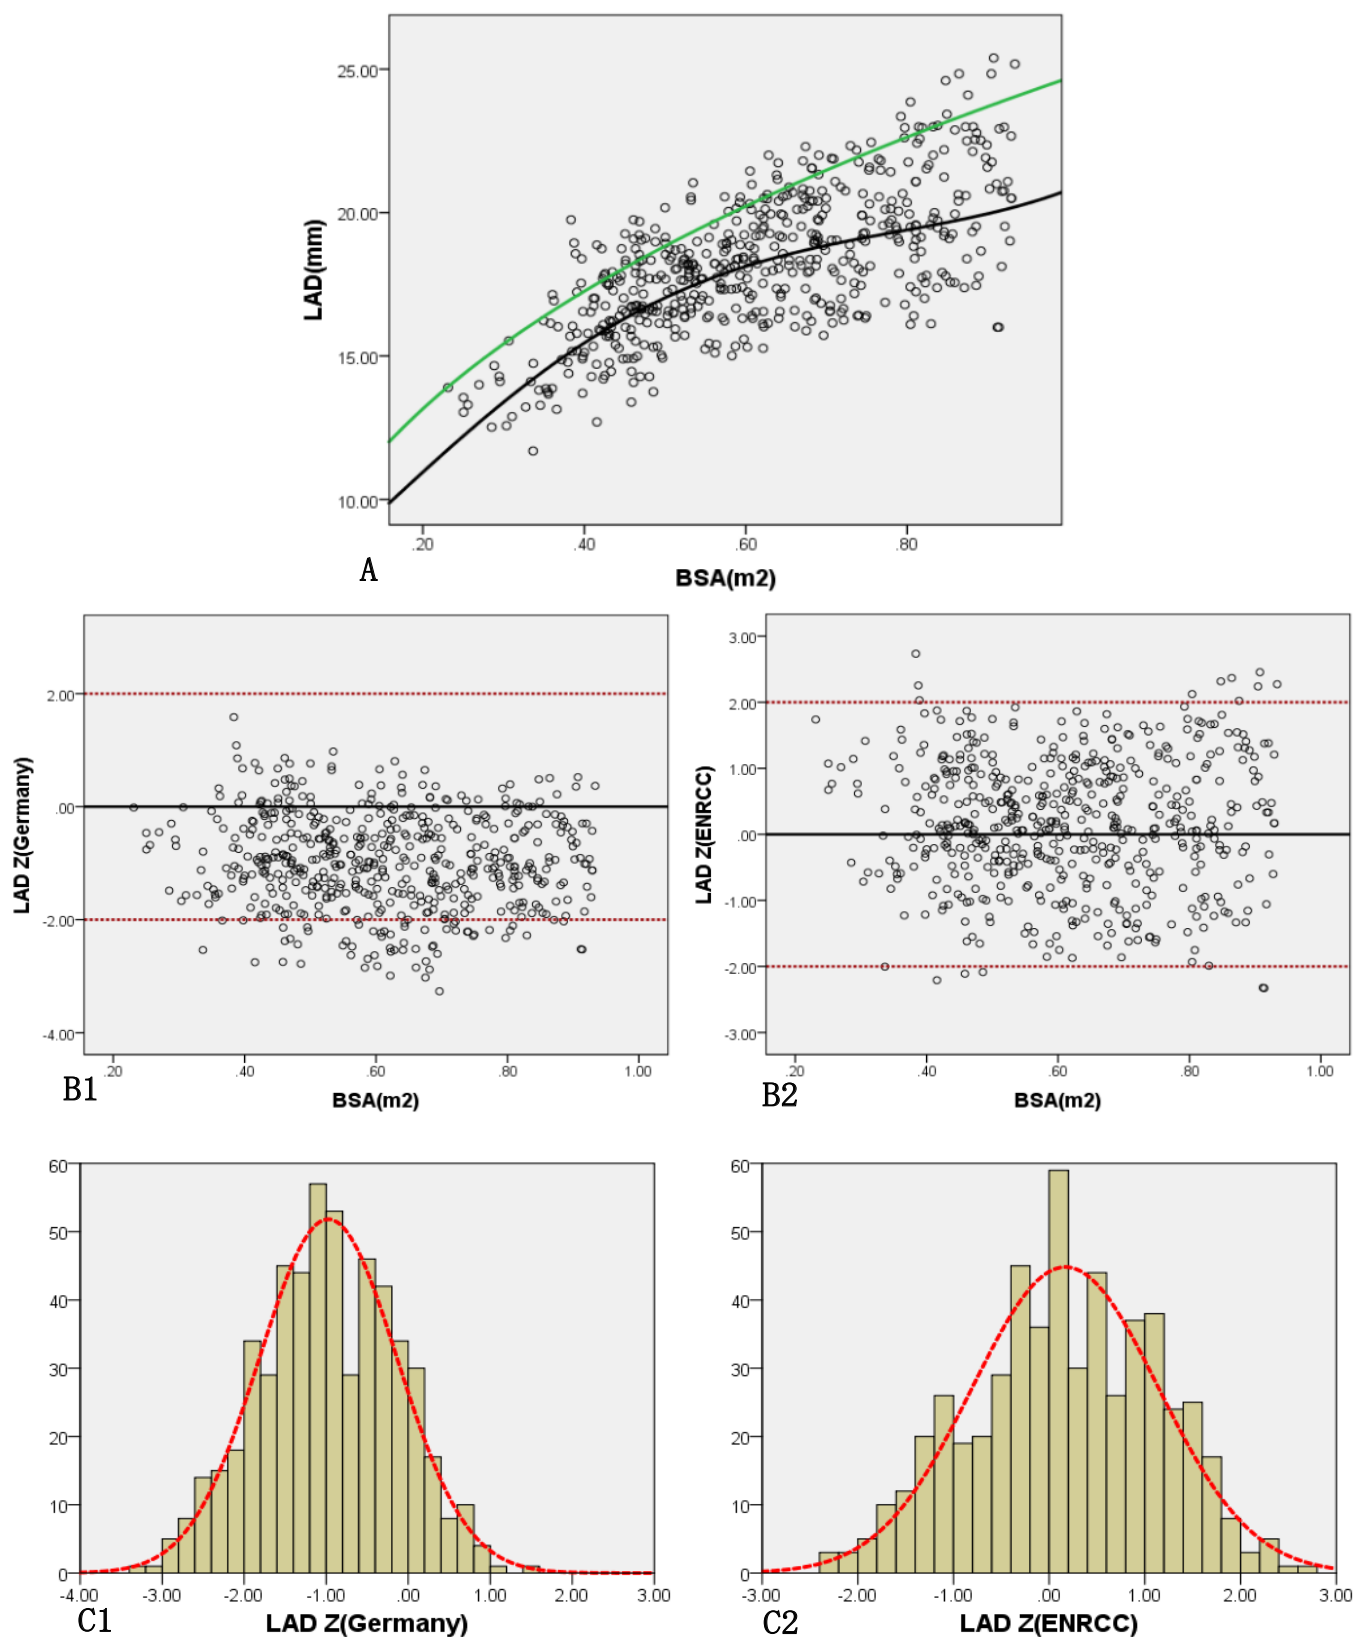 25.00
20.00
15.00
10.00
LAD(mm)
.20 .40 .60 .80
A
BSA(m2)
2.00
.00
-2.00
-4.00
LAD Z(Germany)
.20 .40 .60 .80 1.00
B1
BSA(m2)
3.00
2.00
1.00
.00
-1.00
-2.00
-3.00
LAD Z(ENRCC)
.20 .40 .60 .80 1.00
B2
BSA(m2)
60
50
40
30
20
10
0
-4.00 -3.00 -2.00 -1.00 .00 1.00 2.00 3.00
C1
LAD Z(Germany)
60
50
40
30
20
10
0
-3.00 -2.00 -1.00 .00 1.00 2.00 3.00
C2
LAD Z(ENRCC)